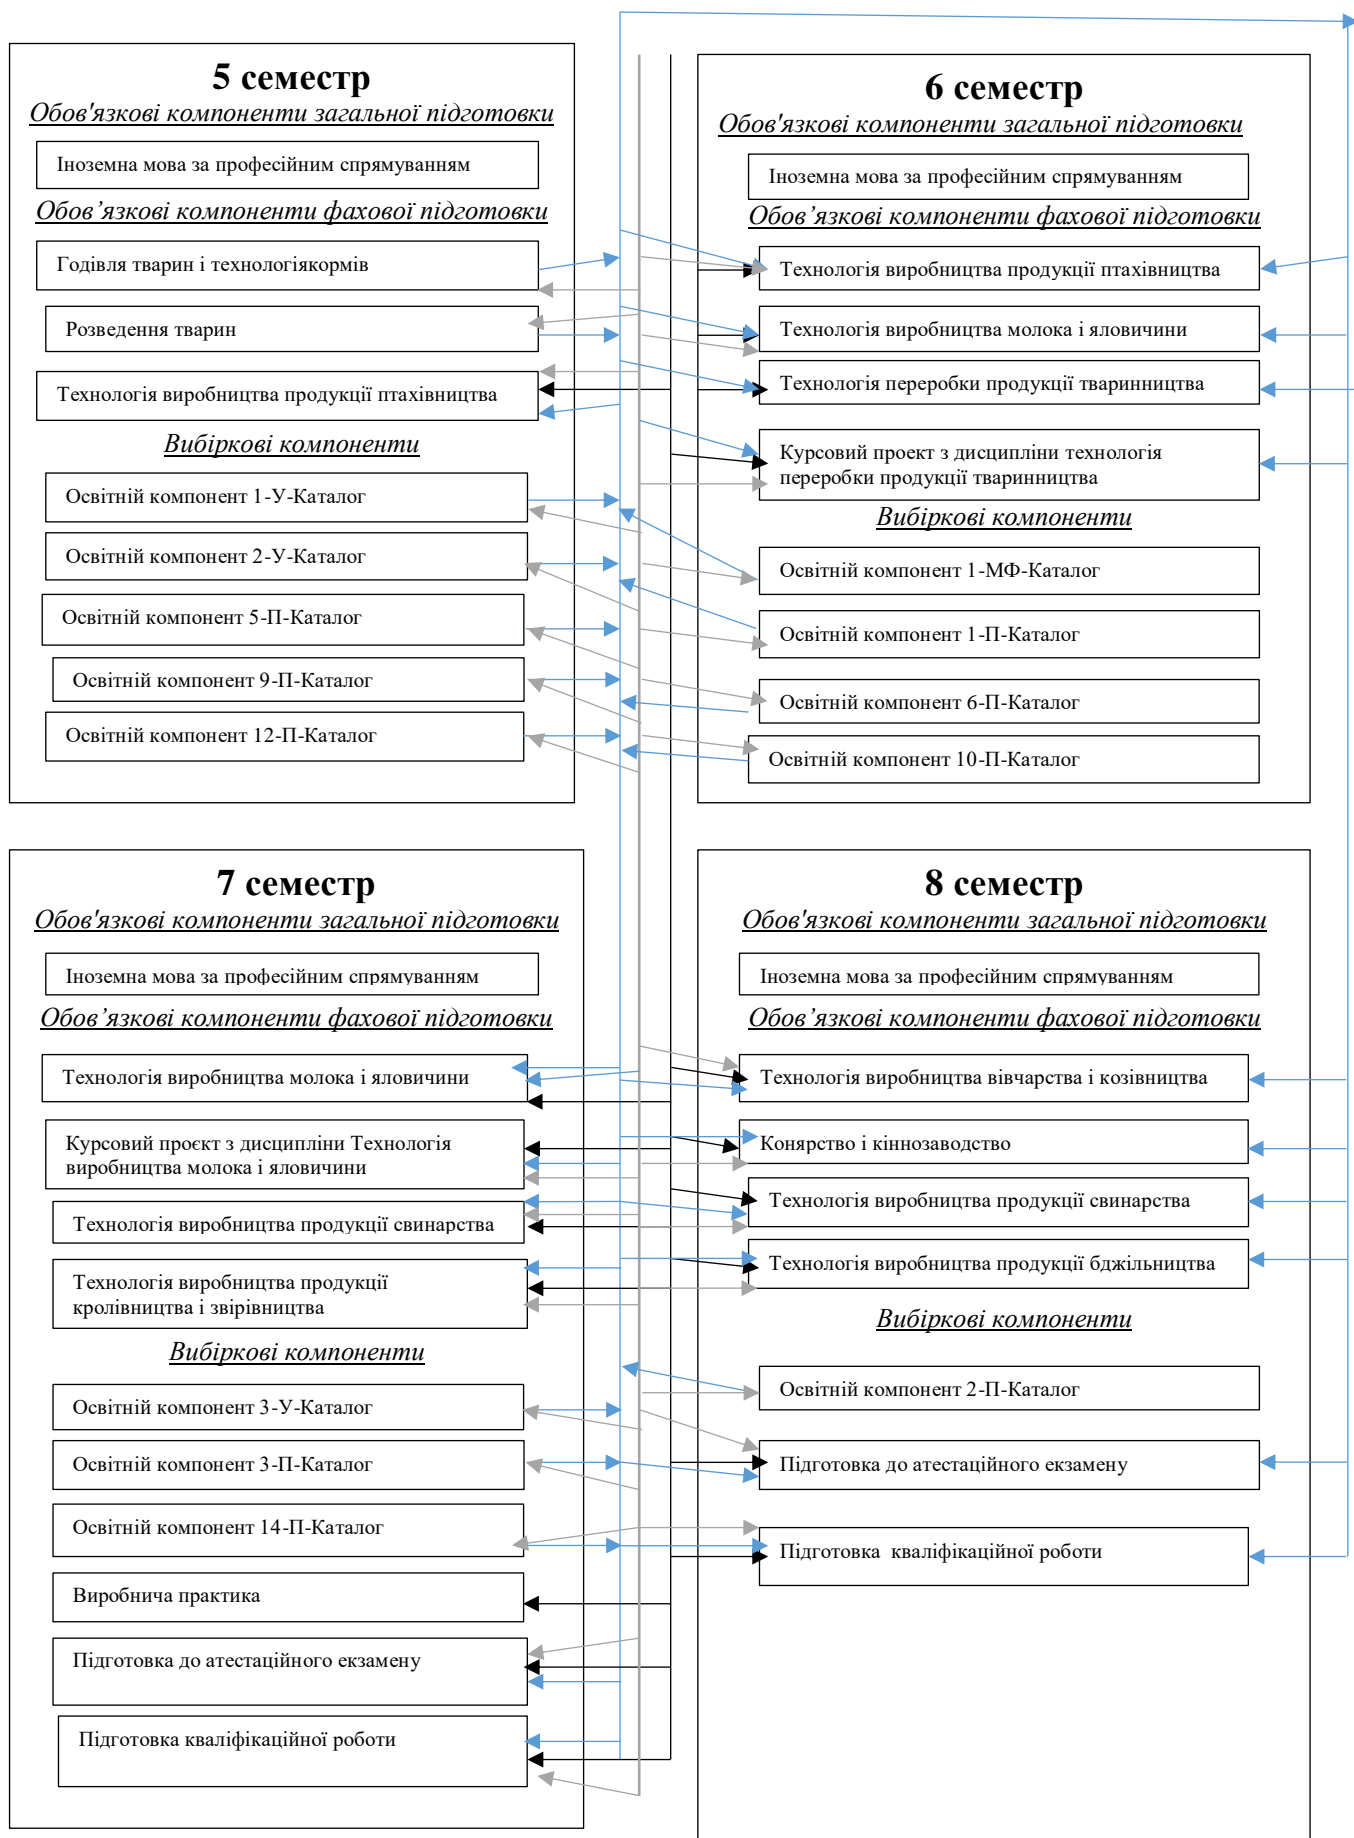 5 семестр
Обов'язкові компоненти загальної підготовки
Іноземна мова за професійним спрямуванням
Обов’язкові компоненти фахової підготовки
Годівля тварин і технологіякормів
Розведення тварин
Технологія виробництва продукції птахівництва
Вибіркові компоненти
Освітній компонент 1-У-Каталог
Освітній компонент 2-У-Каталог
Освітній компонент 5-П-Каталог
Освітній компонент 9-П-Каталог
Освітній компонент 12-П-Каталог
6 семестр
Обов'язкові компоненти загальної підготовки
Іноземна мова за професійним спрямуванням
Обов’язкові компоненти фахової підготовки
Технологія виробництва продукції птахівництва
Технологія виробництва молока і яловичини
Технологія переробки продукції тваринництва
Курсовий проект з дисципліни технологія
переробки продукції тваринництва
Вибіркові компоненти
Освітній компонент 1-МФ-Каталог
Освітній компонент 1-П-Каталог
Освітній компонент 6-П-Каталог
Освітній компонент 10-П-Каталог
7 семестр
Обов'язкові компоненти загальної підготовки
Іноземна мова за професійним спрямуванням
Обов’язкові компоненти фахової підготовки
Технологія виробництва молока і яловичини
Курсовий проєкт з дисципліни Технологія
виробництва молока і яловичини
Технологія виробництва продукції свинарства
Технологія виробництва продукції
кролівництва і звірівництва
Вибіркові компоненти
Освітній компонент 3-У-Каталог
Освітній компонент 3-П-Каталог
Освітній компонент 14-П-Каталог
Виробнича практика
Підготовка до атестаційного екзамену
Підготовка кваліфікаційної роботи
8 семестр
Обов'язкові компоненти загальної підготовки
Іноземна мова за професійним спрямуванням
Обов’язкові компоненти фахової підготовки
Технологія виробництва вівчарства і козівництва
Конярство і кіннозаводство
Технологія виробництва продукції свинарства
Технологія виробництва продукції бджільництва
Вибіркові компоненти
Освітній компонент 2-П-Каталог
Підготовка до атестаційного екзамену
Підготовка кваліфікаційної роботи